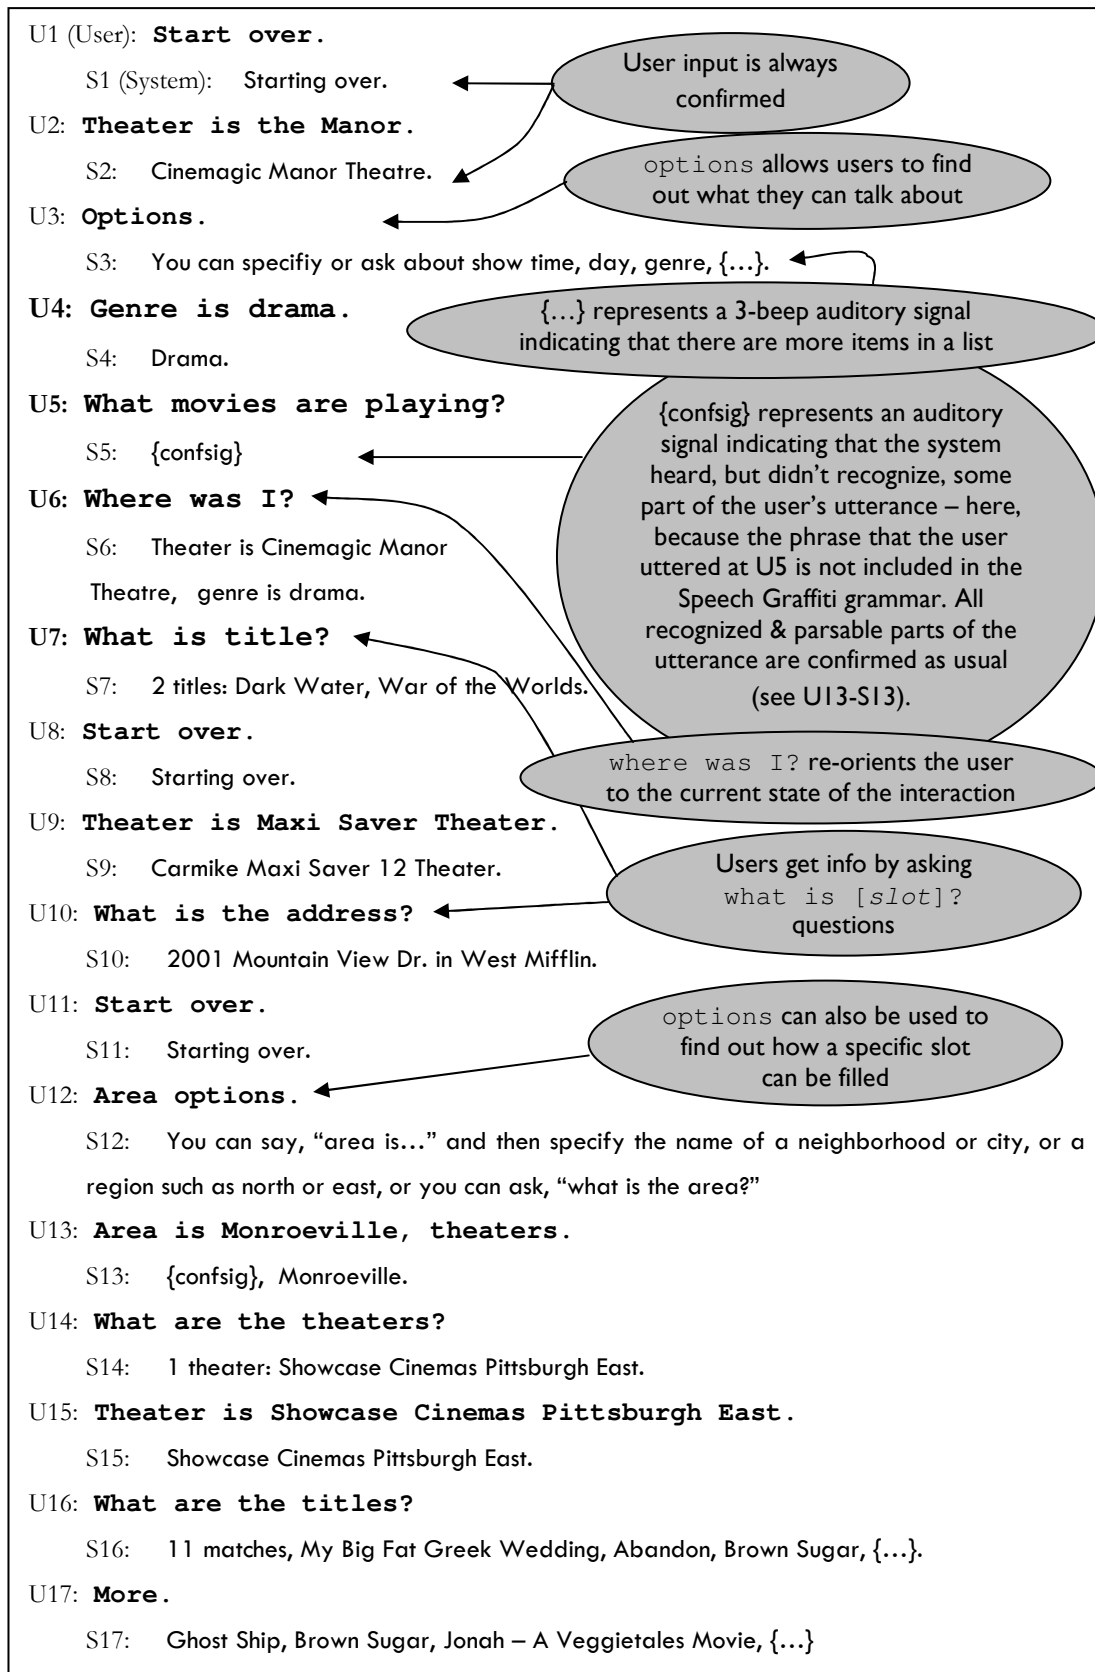 U1 (User): Start over.
S1 (System): Starting over.
User input is always
confirmed
U2: Theater is the Manor.
S2: Cinemagic Manor Theatre.
options allows users to find
out what they can talk about
U3: Options.
S3: You can specifiy or ask about show time, day, genre, {…}.
U4: Genre is drama.
{…} represents a 3-beep auditory signal
indicating that there are more items in a list
S4: Drama.
U5: What movies are playing?
S5: {confsig}
{confsig} represents an auditory
signal indicating that the system
heard, but didn’t recognize, some
part of the user’s utterance – here,
because the phrase that the user
uttered at U5 is not included in the
Speech Graffiti grammar. All
recognized & parsable parts of the
utterance are confirmed as usual
(see U13-S13).
U6: Where was I?
S6: Theater is Cinemagic Manor
Theatre, genre is drama.
U7: What is title?
S7: 2 titles: Dark Water, War of the Worlds.
U8: Start over.
S8: Starting over.
where was I? re-orients the user
to the current state of the interaction
U9: Theater is Maxi Saver Theater.
S9: Carmike Maxi Saver 12 Theater.
Users get info by asking
what is [slot]?
questions
U10: What is the address?
S10: 2001 Mountain View Dr. in West Mifflin.
U11: Start over.
S11: Starting over.
options can also be used to
find out how a specific slot
can be filled
U12: Area options.
S12: You can say, “area is…” and then specify the name of a neighborhood or city, or a
region such as north or east, or you can ask, “what is the area?”
U13: Area is Monroeville, theaters.
S13: {confsig}, Monroeville.
U14: What are the theaters?
S14: 1 theater: Showcase Cinemas Pittsburgh East.
U15: Theater is Showcase Cinemas Pittsburgh East.
S15: Showcase Cinemas Pittsburgh East.
U16: What are the titles?
S16: 11 matches, My Big Fat Greek Wedding, Abandon, Brown Sugar, {…}.
U17: More.
S17: Ghost Ship, Brown Sugar, Jonah – A Veggietales Movie, {…}